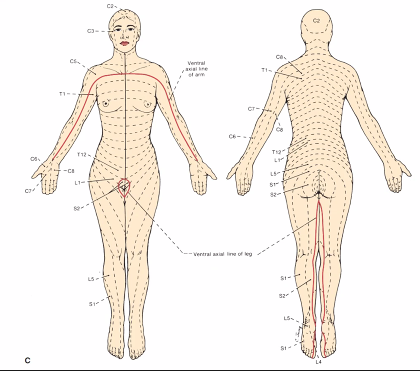 C2
C3
C5
Ventral
axial line
of arm
T1
C6
C8
C7
T12
L1
S2
L5
S1
Ventral axial line of leg
C2
C8
T1
C7
C6
C8
T12
L1
L5
S1
S2
S1
S2
L5
S1
L4
C